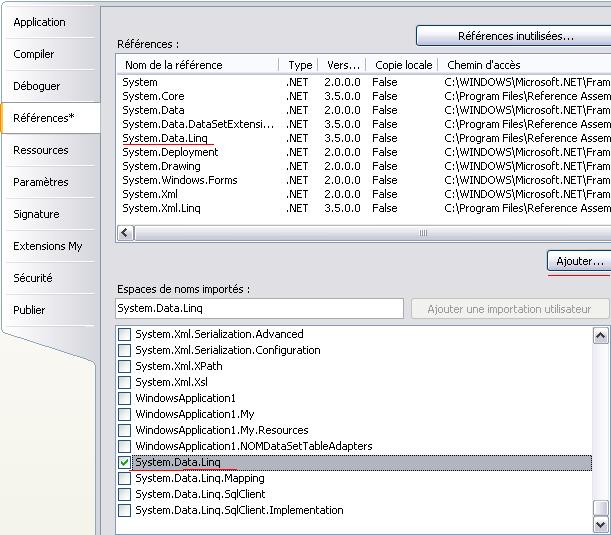 Application
Compiler
Déboguer
Références*
Ressources
Paramètres
Signature
Extensions My
Sécurité
Publier
Références inutilisées...
Références :
Nom de la référence Type Vers... Copie locale Chemin d'accès
System .NET 2.0.0.0 False C:\WINDOWS\Microsoft.NET\Fram
System.Core .NET 3.5.0.0 False C:\Program Files\Reference Assem
System.Data .NET 2.0.0.0 False C:\WINDOWS\Microsoft.NET\Fram
System.Data.DataSetExtensi... .NET 3.5.0.0 False C:\Program Files\Reference Assem
System.Data.Linq .NET 3.5.0.0 False C:\Program Files\Reference Assem
System.Deployment .NET 2.0.0.0 False C:\WINDOWS\Microsoft.NET\Fram
System.Drawing .NET 2.0.0.0 False C:\WINDOWS\Microsoft.NET\Fram
System.Windows.Forms .NET 2.0.0.0 False C:\WINDOWS\Microsoft.NET\Fram
System.Xml .NET 2.0.0.0 False C:\WINDOWS\Microsoft.NET\Fram
System.Xml.Linq .NET 3.5.0.0 False C:\Program Files\Reference Assem
Ajouter...
Espaces de noms importés :
System.Data.Linq
Ajouter une importation utilisateur
System.Xml.Serialization.Advanced
System.Xml.Serialization.Configuration
System.Xml.XPath
System.Xml.Xsl
WindowsApplication1
WindowsApplication1.My
WindowsApplication1.My.Resources
WindowsApplication1.NOMDataSetTableAdapters
System.Data.Linq
System.Data.Linq.Mapping
System.Data.Linq.SqlClient
System.Data.Linq.SqlClient.Implementation